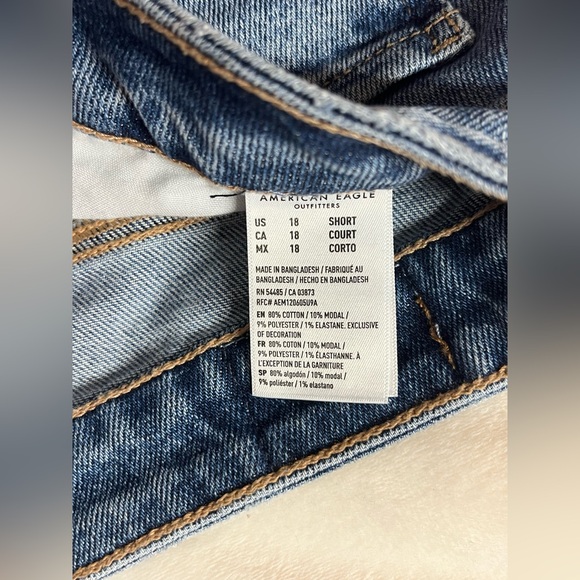 AMERICAN EAGLE
OUTFITTERS
US 18 SHORT
CA 18 COURT
MX 18 CORTO
MADE IN BANGLADESH / FABRIQUÉ AU
BANGLADESH / HECHO EN BANGLADESH
RN 54485 / CA 03873
RFC# AEM120605U9A
EN 80% COTTON / 10% MODAL /
9% POLYESTER / 1% ELASTANE. EXCLUSIVE
OF DECORATION
FR 80% COTON / 10% MODAL /
9% POLYESTER / 1% ÉLASTHANNE. À
L'EXCEPTION DE LA GARNITURE
SP 80% algodón / 10% modal /
9% poliéster / 1% elastano